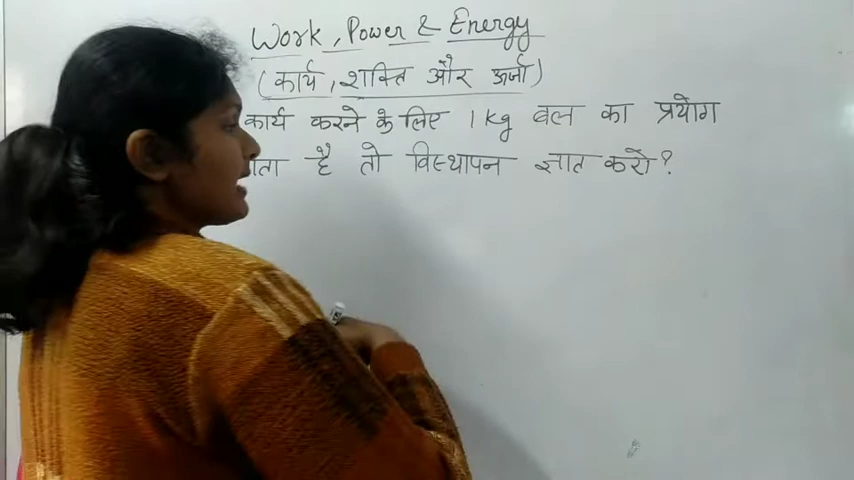 Work, Power & Energy
(कार्य, शक्ति और ऊर्जा)
कार्य करने के लिए 1 kg बल का प्रयोग
है तो विस्थापन ज्ञात करो?